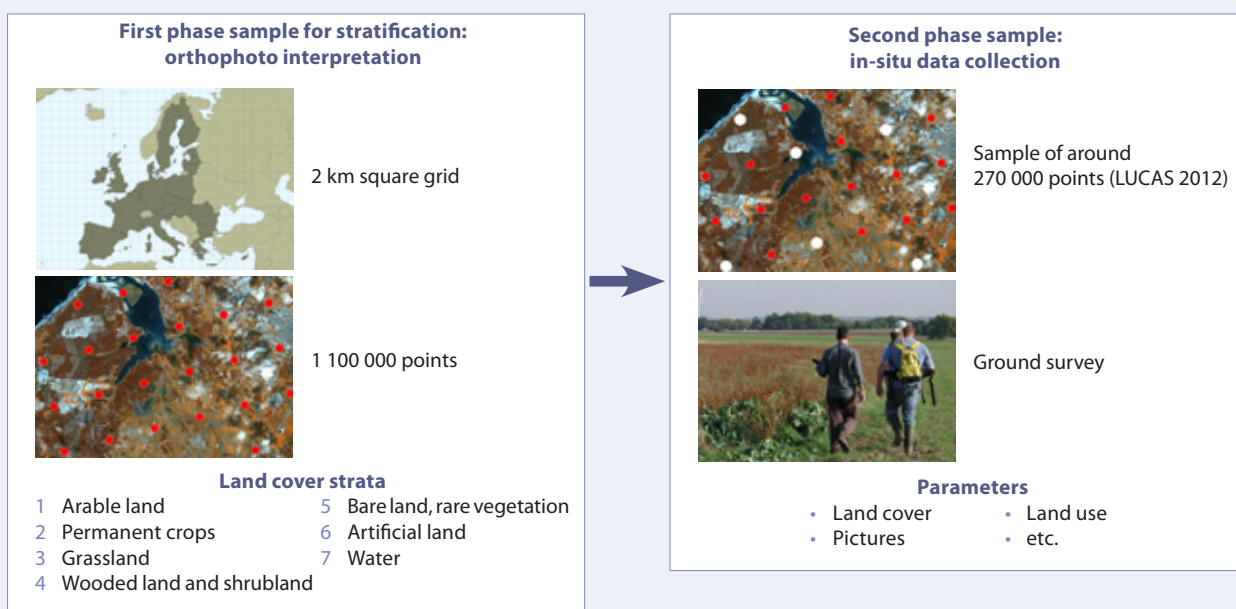 First phase sample for stratification:
orthophoto interpretation
2 km square grid
1 100 000 points
Land cover strata
1 Arable land
2 Permanent crops
3 Grassland
4 Wooded land and shrubland
5 Bare land, rare vegetation
6 Artificial land
7 Water
Second phase sample:
in-situ data collection
Sample of around
270 000 points (LUCAS 2012)
Ground survey
Parameters
• Land cover
• Pictures
• Land use
• etc.